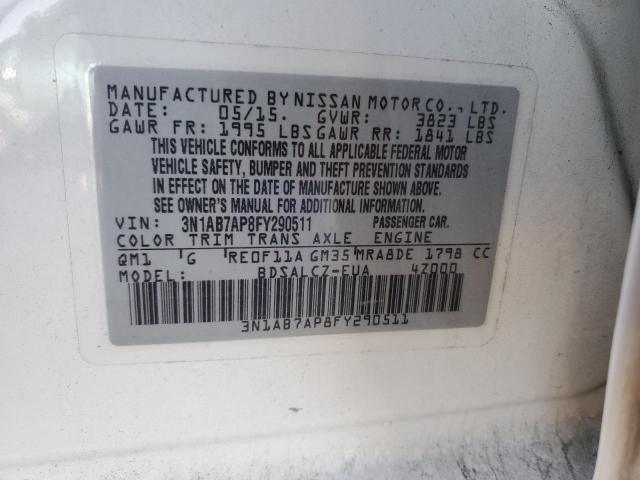 MANUFACTURED BY NISSAN MOTOR CO., LTD.
DATE: 05/15. GVWR: 3823 LBS
GAWR FR: 1995 LBS GAWR RR: 1841 LBS
THIS VEHICLE CONFORMS TO ALL APPLICABLE FEDERAL MOTOR
VEHICLE SAFETY, BUMPER AND THEFT PREVENTION STANDARDS
IN EFFECT ON THE DATE OF MANUFACTURE SHOWN ABOVE.
SEE OWNER'S MANUAL FOR ADDITIONAL INFORMATION.
VIN: 3N1AB7AP8FY290511 PASSENGER CAR.
COLOR TRIM TRANS AXLE ENGINE
QM1 G RE0F11A GM35 MRA8DE 1798 CC
MODEL: BDSALCZ-EUA 4Z000
3N1AB7AP8FY290511